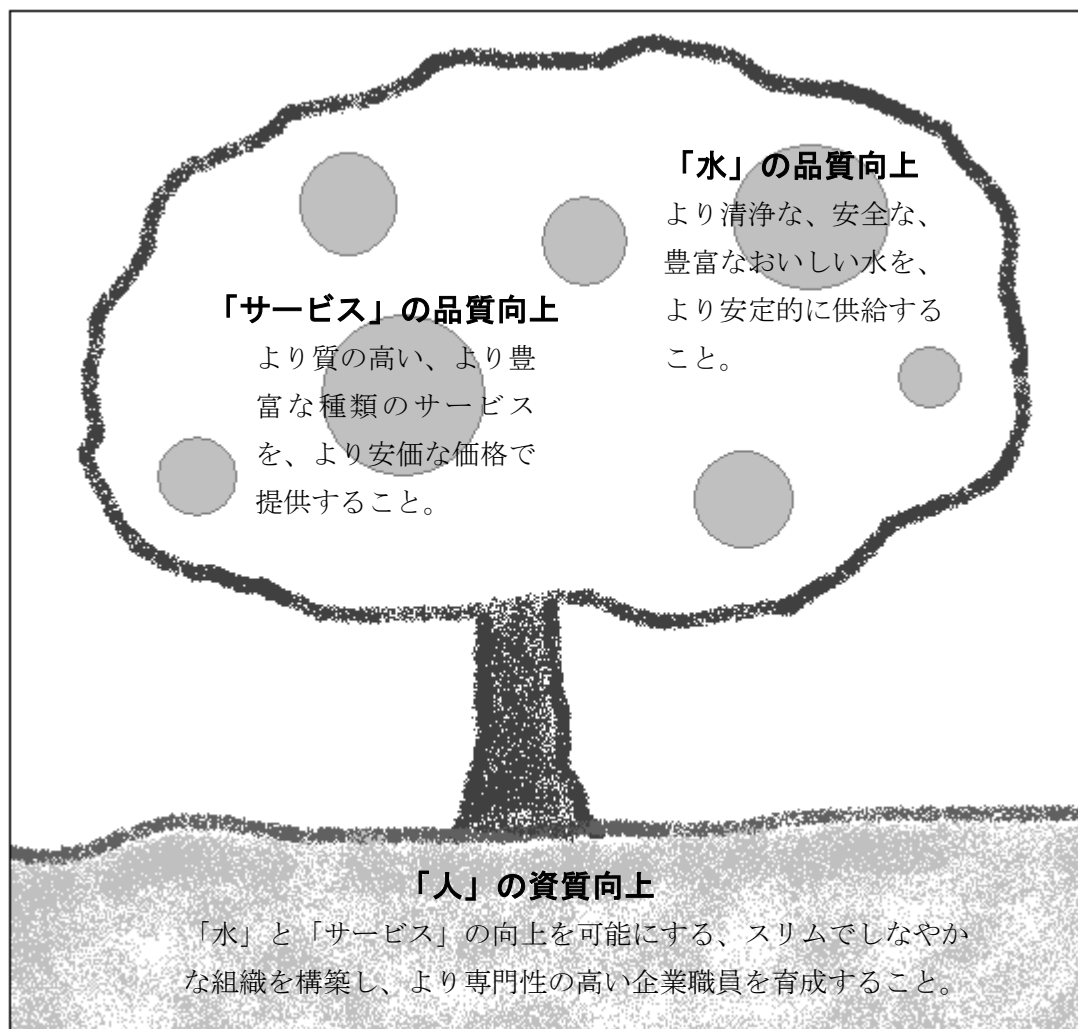 「水」の品質向上
より清浄な、安全な、
豊富なおいしい水を、
より安定的に供給する
こと。
「サービス」の品質向上
より質の高い、より豊
富な種類のサービス
を、より安価な価格で
提供すること。
「人」の資質向上
「水」と「サービス」の向上を可能にする、スリムでしなやか
な組織を構築し、より専門性の高い企業職員を育成すること。